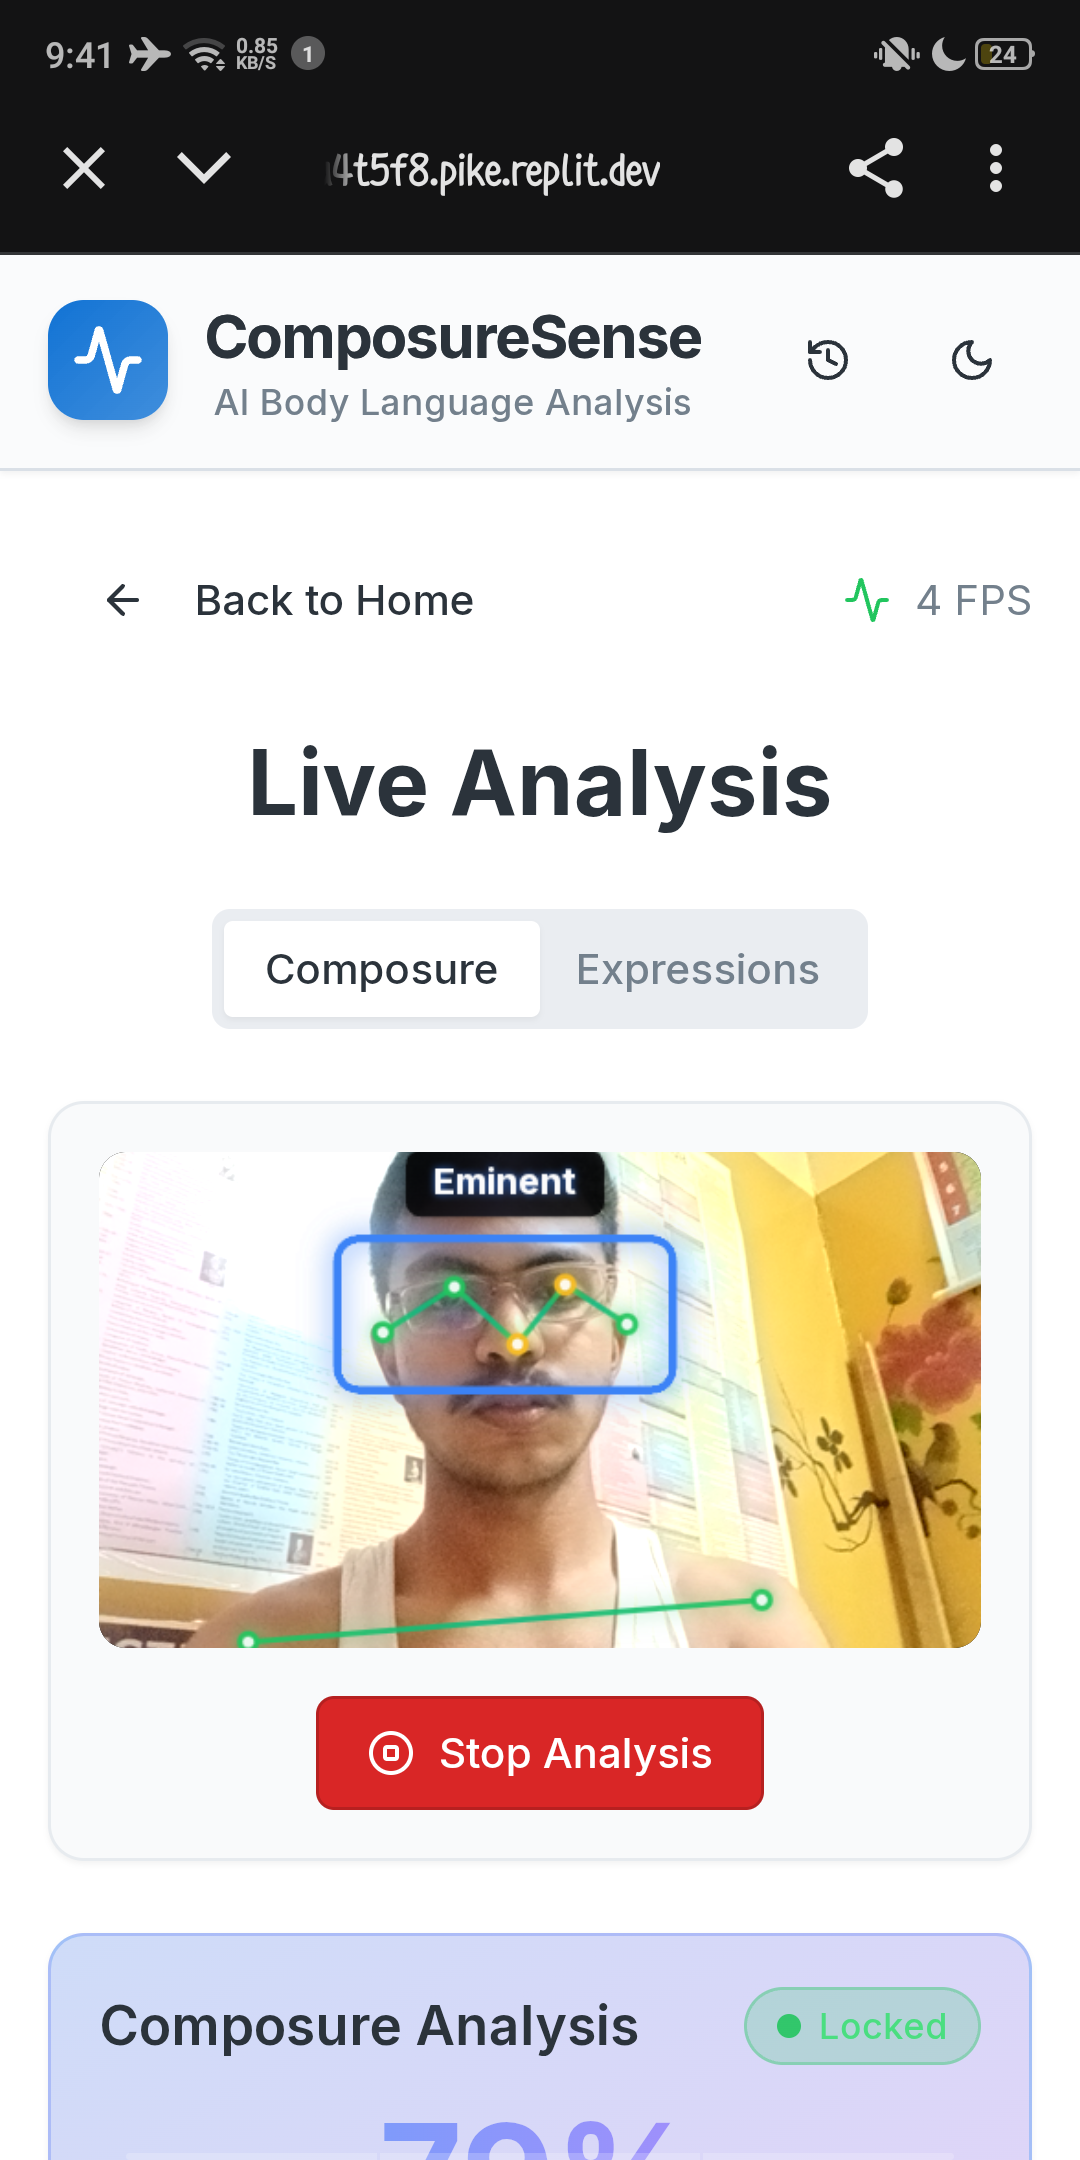 9:41
0.85
KB/S
1
24
4t5f8.pike.replit.dev
ComposureSense
AI Body Language Analysis
Back to Home
4 FPS
Live Analysis
Composure
Expressions
Eminent
Stop Analysis
Composure Analysis
Locked